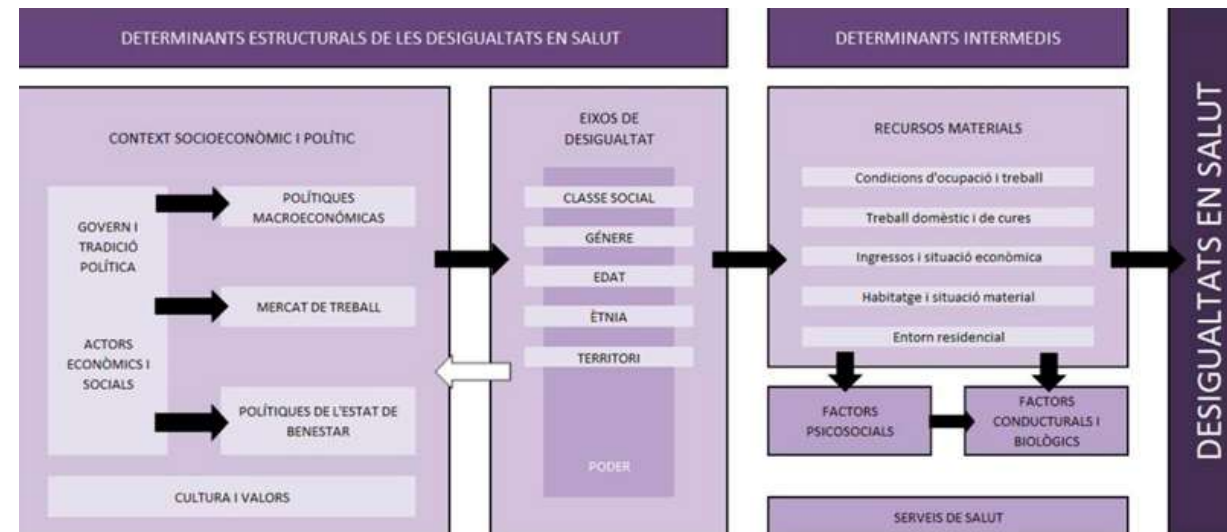 DETERMINANTS ESTRUCTURALS DE LES DESIGUALTATS EN SALUT
CONTEXT SOCIOECONÒMIC I POLÍTIC
GOVERN I
TRADICIÓ
POLÍTICA
ACTORS
ECONÒMICS I
SOCIALS
POLÍTIQUES
MACROECONÓMICAS
MERCAT DE TREBALL
POLÍTIQUES DE L'ESTAT DE
BENESTAR
CULTURA I VALORS
EIXOS DE
DESIGUALTAT
CLASSE SOCIAL
GÉNERE
EDAT
ÈTNIA
TERRITORI
PODER
DETERMINANTS INTERMEDIS
RECURSOS MATERIALS
Condicions d'ocupació i treball
Treball domèstic i de cures
Ingressos i situació econòmica
Habitatge i situació material
Entorn residencial
FACTORS
PSICOSOCIALS
FACTORS
CONDUCTURALS I
BIOLÒGICS
SERVEIS DE SALUT
DESIGUALTATS EN SALUT